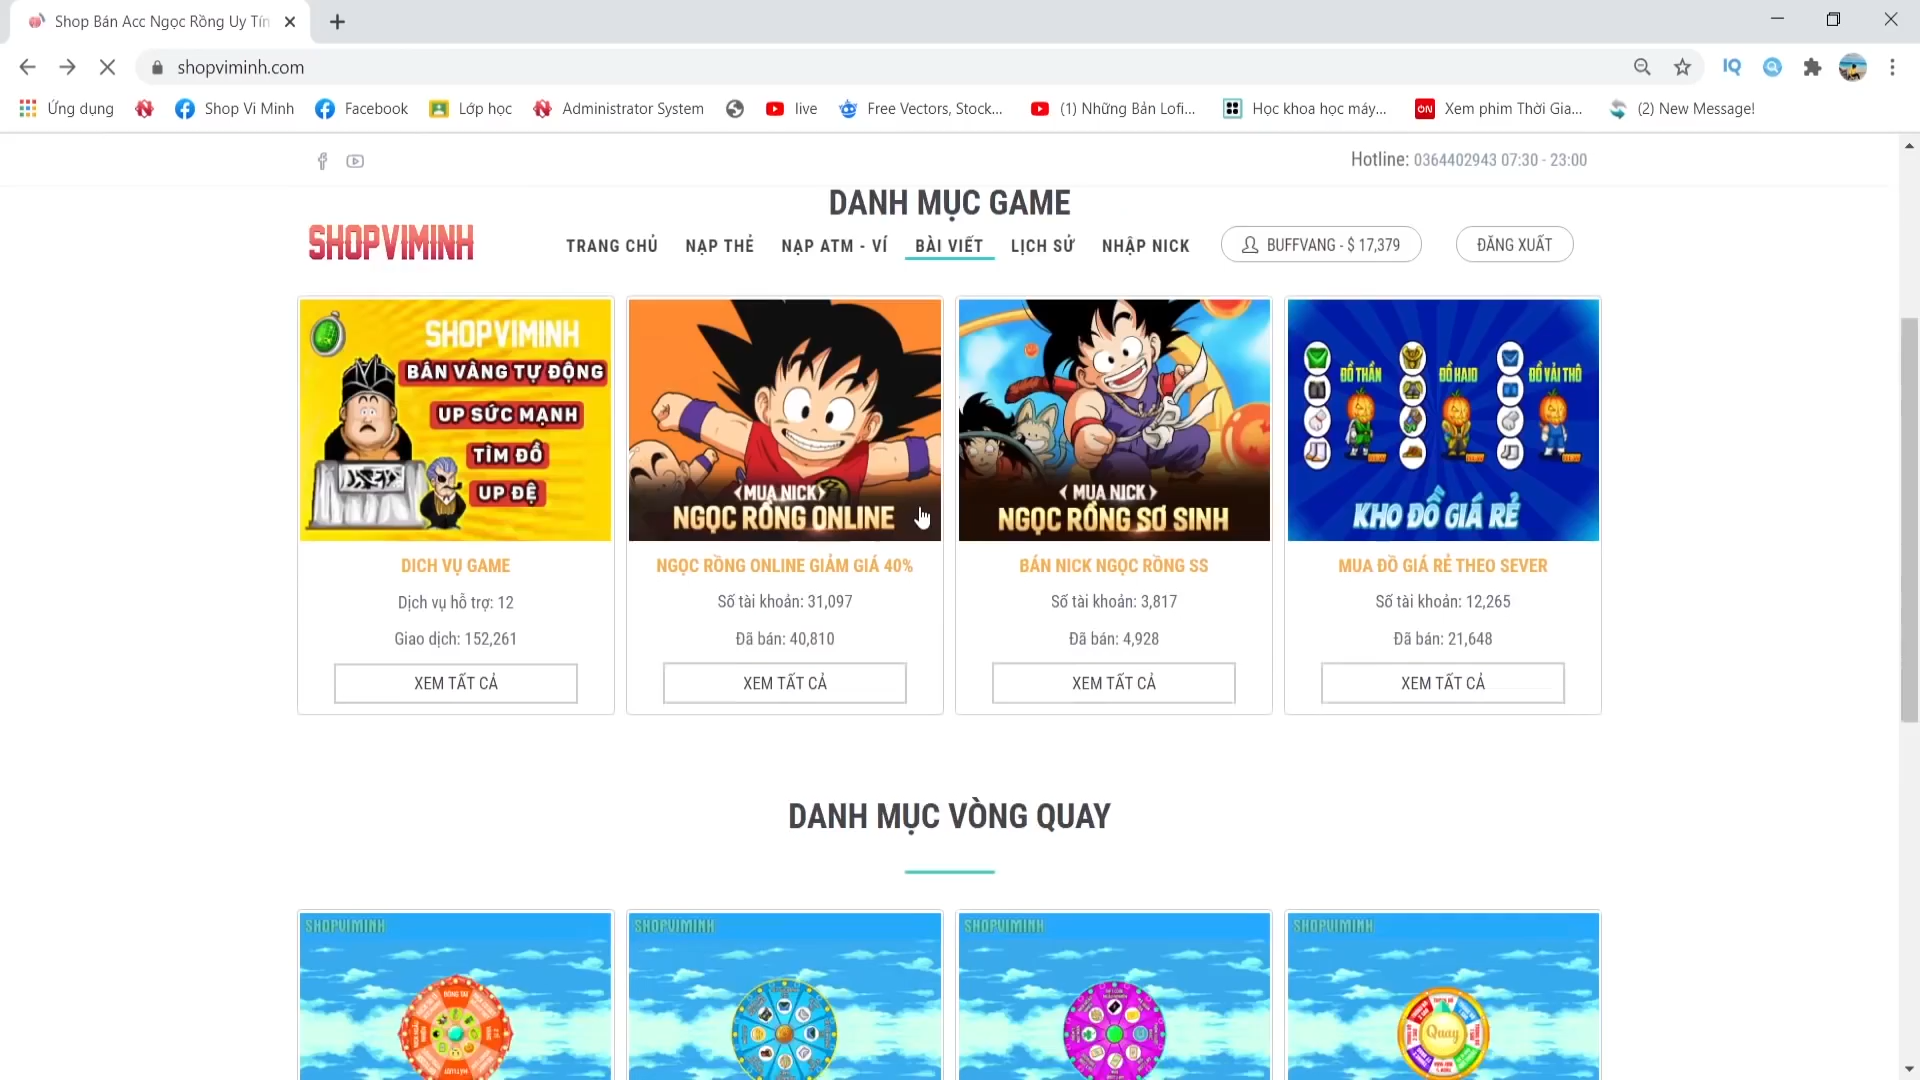 Shop Bán Acc Ngọc Rồng Uy Tín
shopviminh.com
Ứng dụng
Shop Vi Minh
Facebook
Lớp học
Administrator System
live
Free Vectors, Stock...
(1) Những Bản Lofi...
Học khoa học máy...
Xem phim Thời Gia...
(2) New Message!
Hotline: 0364402943 07:30 - 23:00
DANH MỤC GAME
SHOPVIMINH
TRANG CHỦ
NẠP THẺ
NẠP ATM - VÍ
BÀI VIẾT
LỊCH SỬ
NHẬP NICK
BUFFVANG - $ 17,379
ĐĂNG XUẤT
SHOPVIMINH
BÁN VÀNG TỰ ĐỘNG
UP SỨC MẠNH
TÌM ĐỒ
UP ĐỆ
MUA NICK
NGỌC RỒNG ONLINE
MUA NICK
NGỌC RỒNG SƠ SINH
ĐỒ THẦN
ĐỒ HAID
ĐỒ VẢI THÔ
KHO ĐỒ GIÁ RẺ
DICH VỤ GAME
Dịch vụ hỗ trợ: 12
Giao dịch: 152,261
XEM TẤT CẢ
NGỌC RỒNG ONLINE GIẢM GIÁ 40%
Số tài khoản: 31,097
Đã bán: 40,810
XEM TẤT CẢ
BÁN NICK NGỌC RỒNG SS
Số tài khoản: 3,817
Đã bán: 4,928
XEM TẤT CẢ
MUA ĐỒ GIÁ RẺ THEO SEVER
Số tài khoản: 12,265
Đã bán: 21,648
XEM TẤT CẢ
DANH MỤC VÒNG QUAY
SHOPVIMINH
SHOPVIMINH
SHOPVIMINH
SHOPVIMINH
Quay